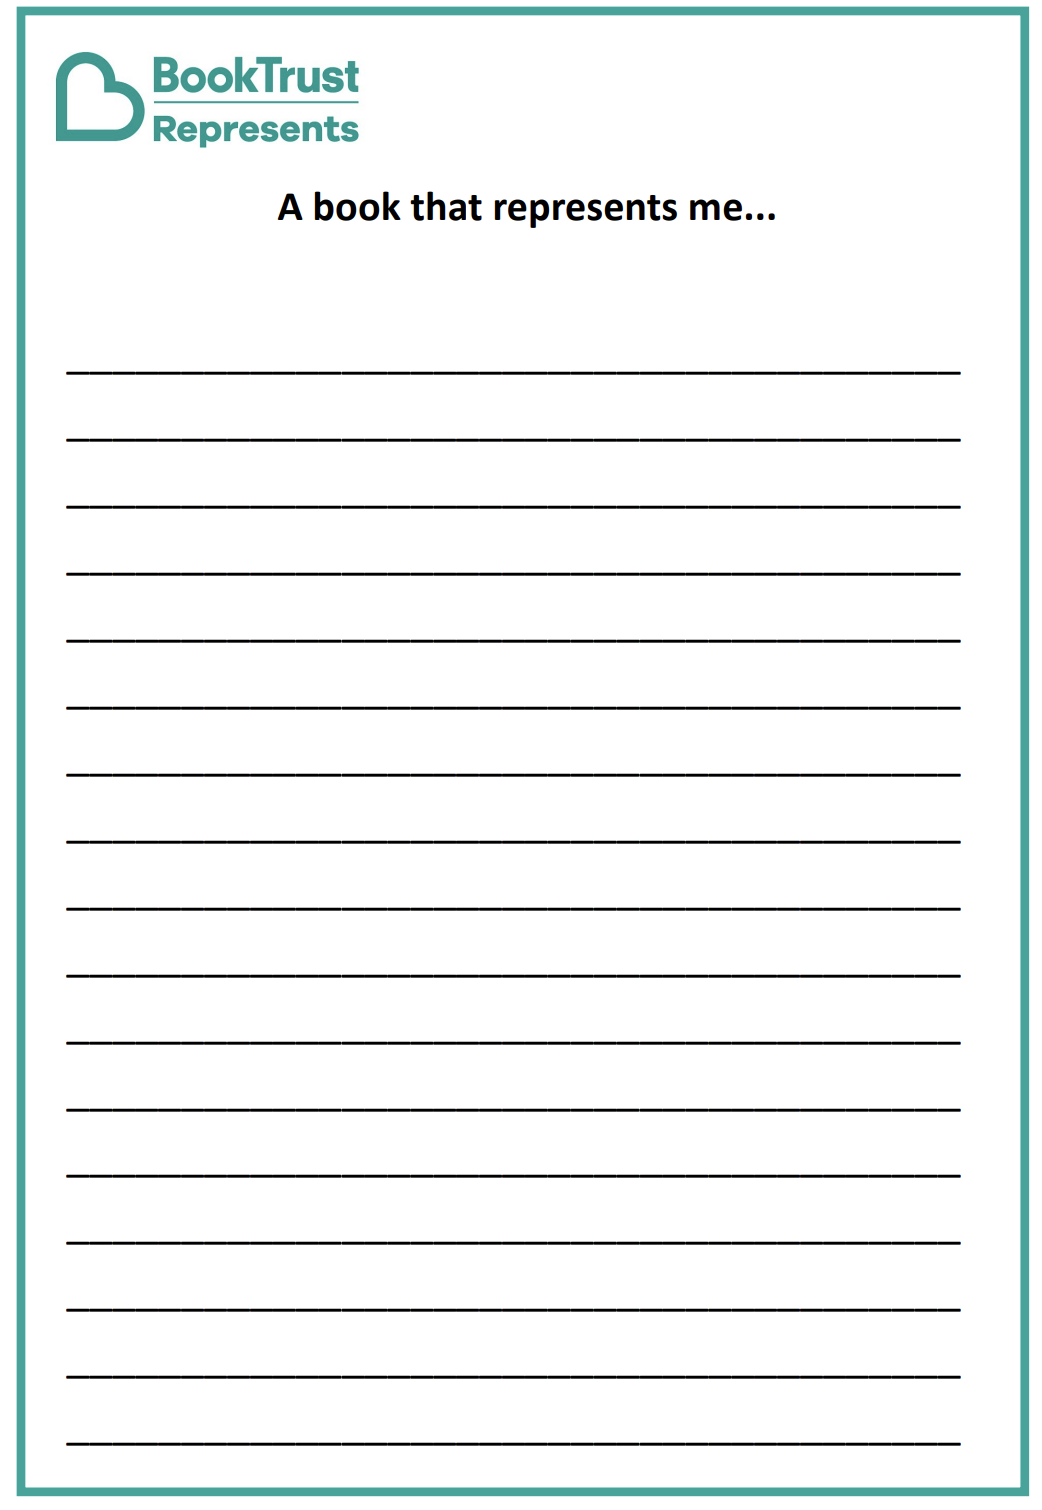 BookTrust
Represents
A book that represents me...